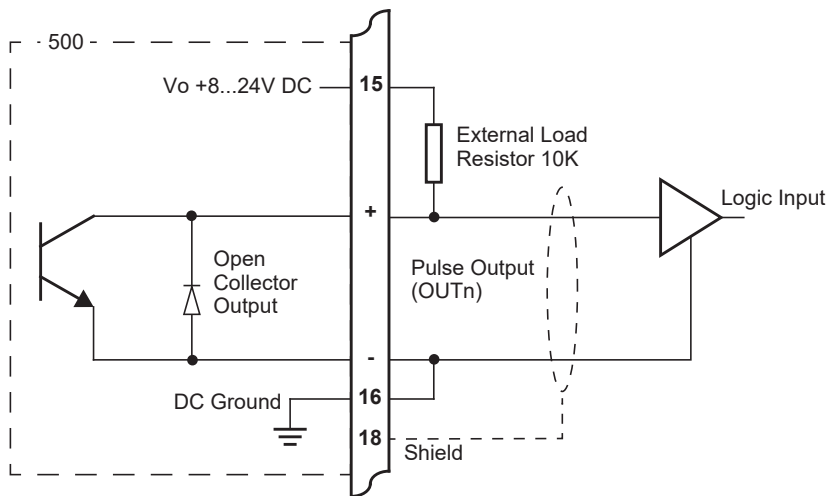 500
Vo +8...24V DC
15
External Load
Resistor 10K
+
Logic Input
Open
Collector
Output
Pulse Output
(OUTn)
-
DC Ground
16
18
Shield